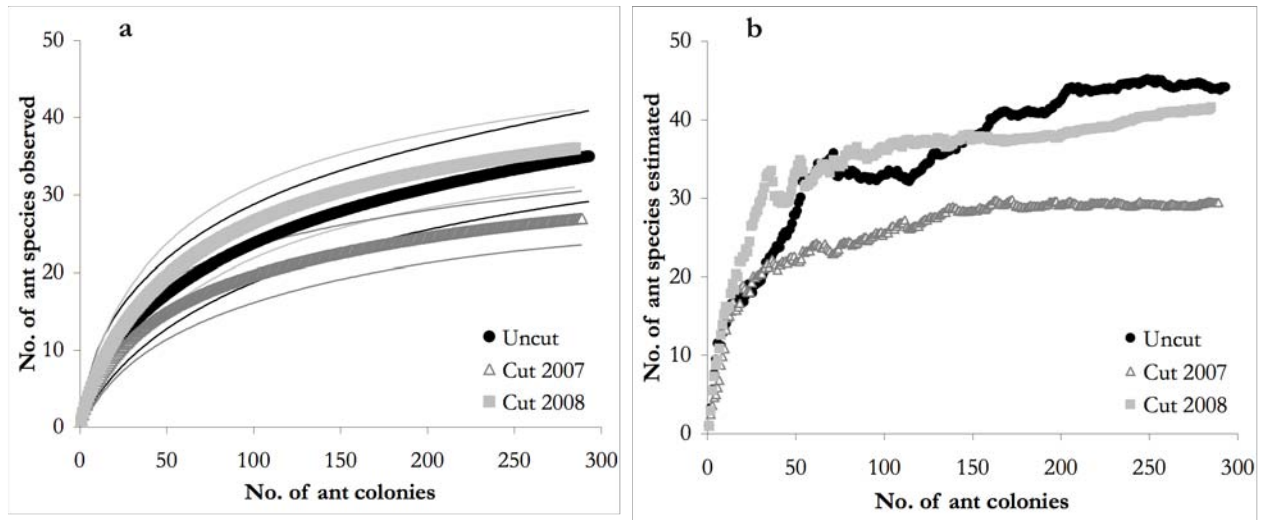 a
No. of ant species observed
50
40
30
20
10
0
0 50 100 150 200 250 300
No. of ant colonies
Uncut
Cut 2007
Cut 2008
b
No. of ant species estimated
50
40
30
20
10
0
0 50 100 150 200 250 300
No. of ant colonies
Uncut
Cut 2007
Cut 2008